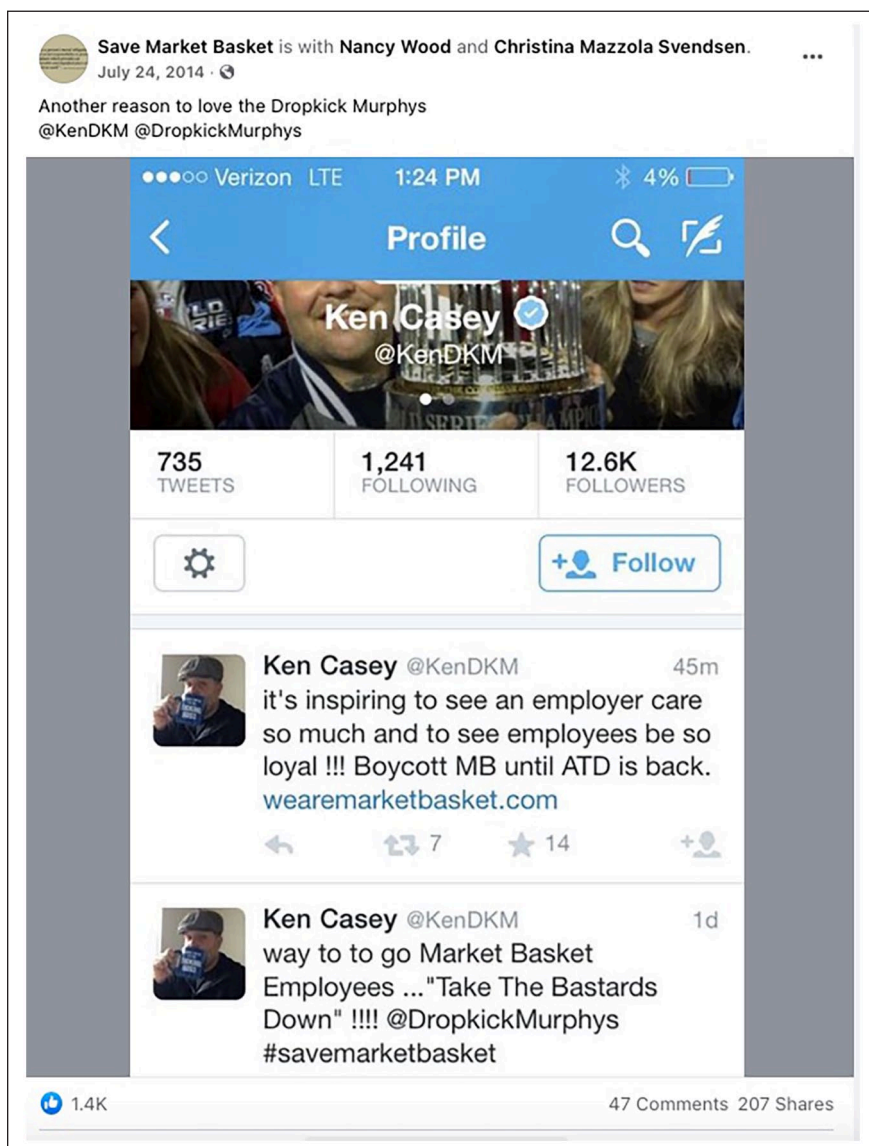 Save Market Basket is with Nancy Wood and Christina Mazzola Svendsen.
July 24, 2014 ·
Another reason to love the Dropkick Murphys
@KenDKM @DropkickMurphys
Verizon LTE 1:24 PM 4%
Profile
Ken Casey
@KenDKM
735 1,241 12.6K
TWEETS FOLLOWING FOLLOWERS
Follow
Ken Casey @KenDKM 45m
it's inspiring to see an employer care
so much and to see employees be so
loyal !!! Boycott MB until ATD is back.
wearemarketbasket.com
7 14
Ken Casey @KenDKM 1d
way to to go Market Basket
Employees ..."Take The Bastards
Down" !!!! @DropkickMurphys
#savemarketbasket
1.4K 47 Comments 207 Shares